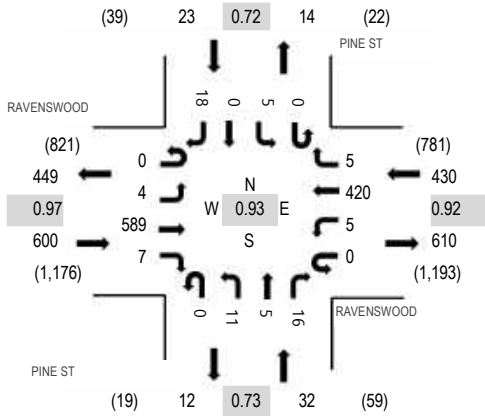 (39) 23 0.72 14 (22)
PINE ST
18 0 5 0
RAVENSWOOD
(821) 0 5 (781)
449 4 420 430
N
0.97 W 0.93 E 0.92
589 5
S
600 7 0 610
(1,176) (1,193)
0 11 5 16
RAVENSWOOD
PINE ST
(19) 12 0.73 32 (59)